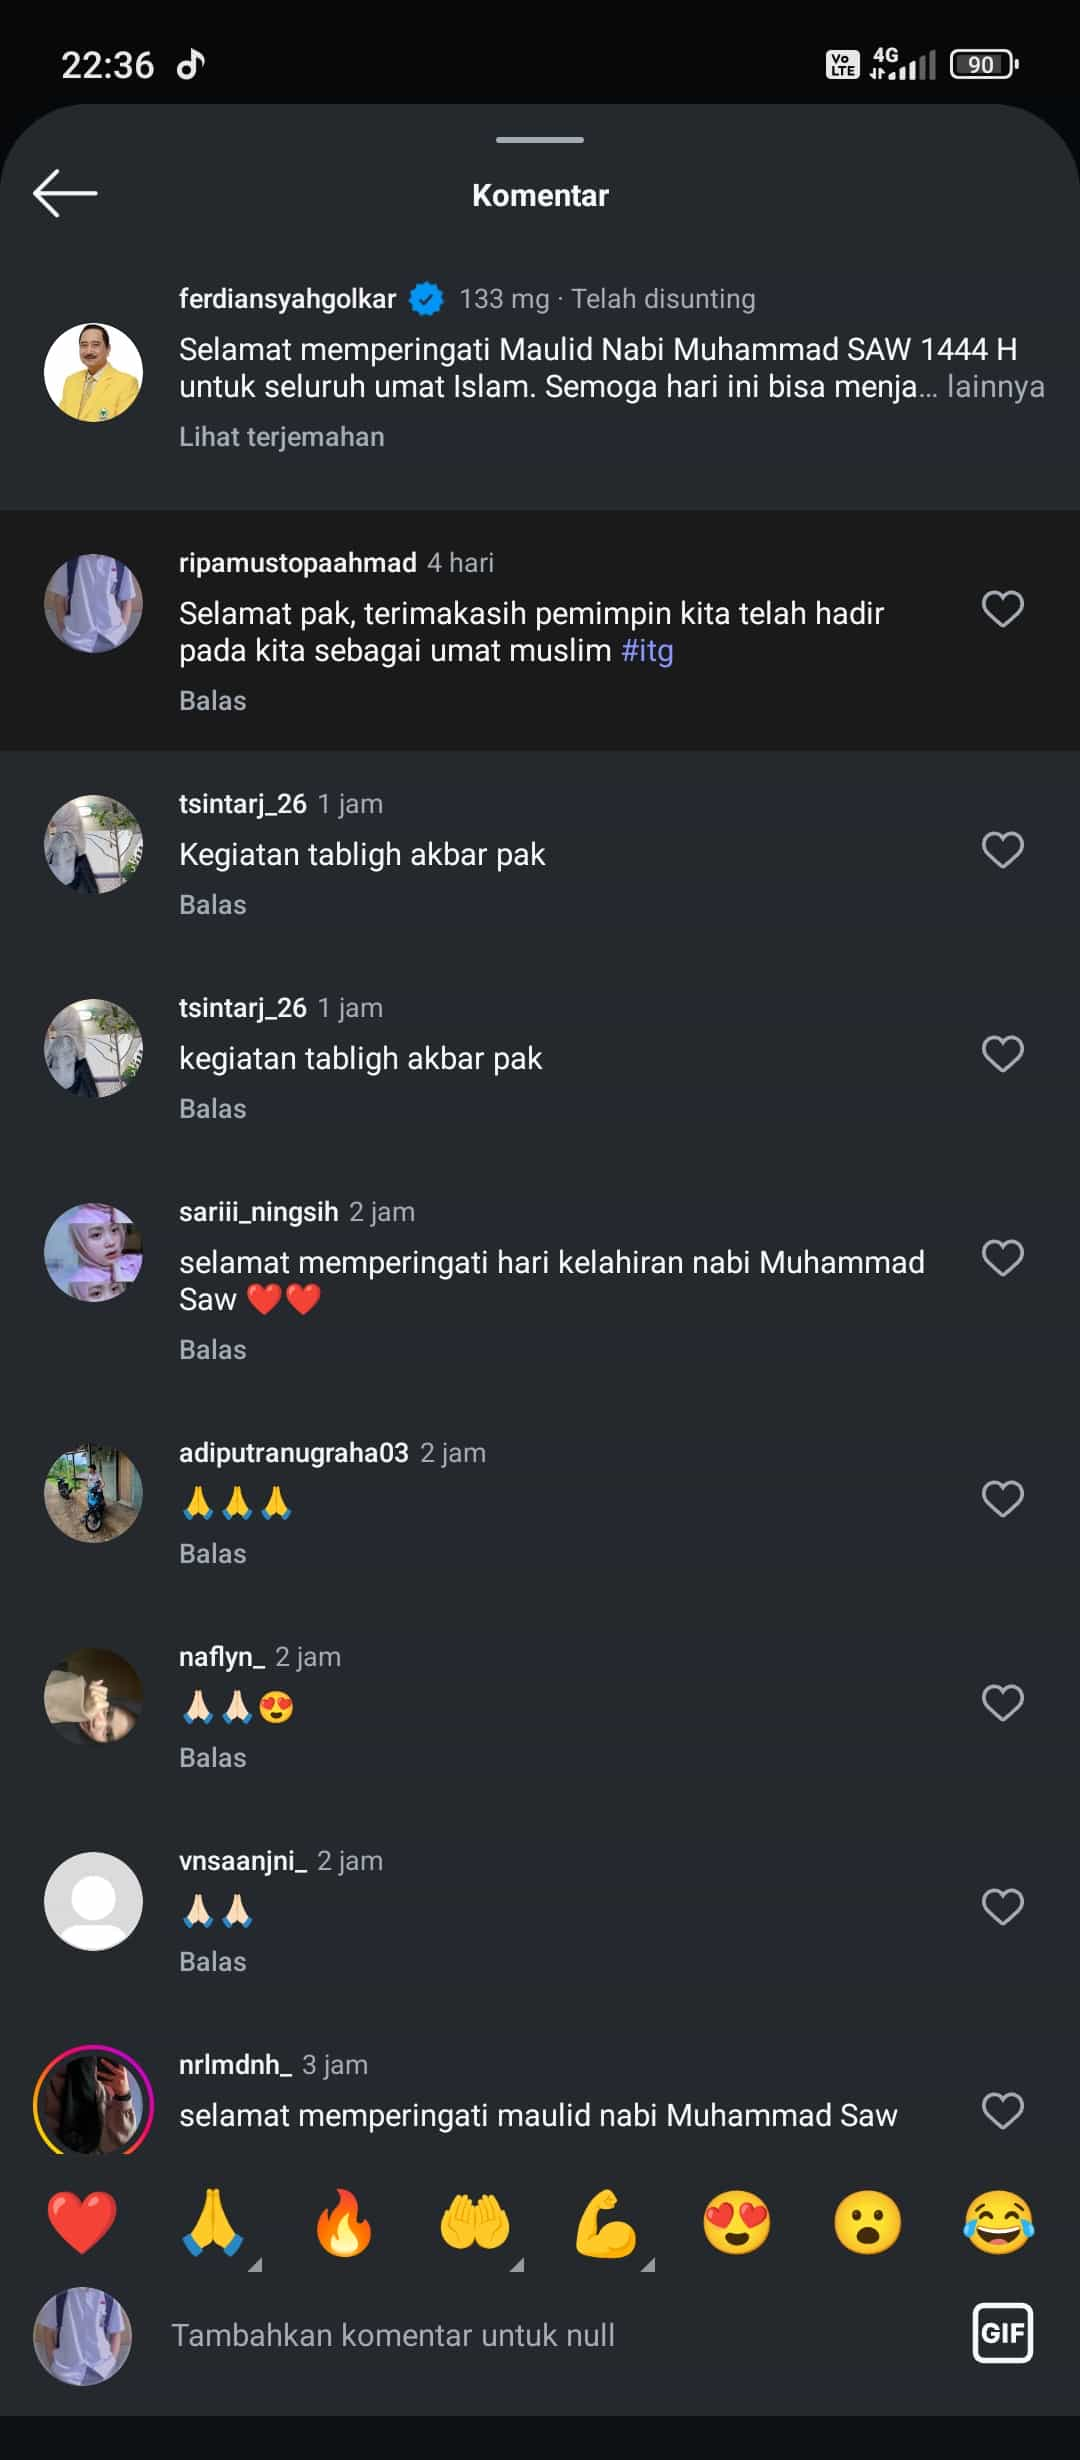 22:36
Vo LTE 4G 90
Komentar
ferdiansyahgolkar 133 mg · Telah disunting
Selamat memperingati Maulid Nabi Muhammad SAW 1444 H
untuk seluruh umat Islam. Semoga hari ini bisa menja... lainnya
Lihat terjemahan
ripamustopaahmad 4 hari
Selamat pak, terimakasih pemimpin kita telah hadir
pada kita sebagai umat muslim #itg
Balas
tsintarj_26 1 jam
Kegiatan tabligh akbar pak
Balas
tsintarj_26 1 jam
kegiatan tabligh akbar pak
Balas
sariii_ningsih 2 jam
selamat memperingati hari kelahiran nabi Muhammad
Saw ❤️❤️
Balas
adiputranugraha03 2 jam
🙏🙏🙏
Balas
naflyn_ 2 jam
🙏🏻🙏🏻😍
Balas
vnsaanjni_ 2 jam
🙏🏻🙏🏻
Balas
nrlmdnh_ 3 jam
selamat memperingati maulid nabi Muhammad Saw
❤️🙏🔥🤲💪😍😮😂
Tambahkan komentar untuk null
GIF